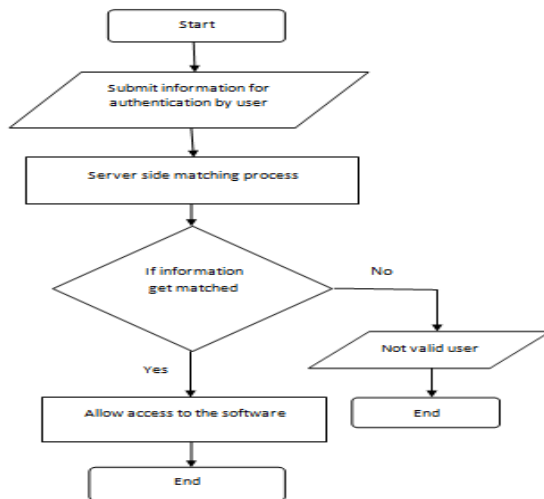 Start
Submit information for
authentication by user
Server side matching process
If information
get matched
No
Not valid user
Yes
End
Allow access to the software
End